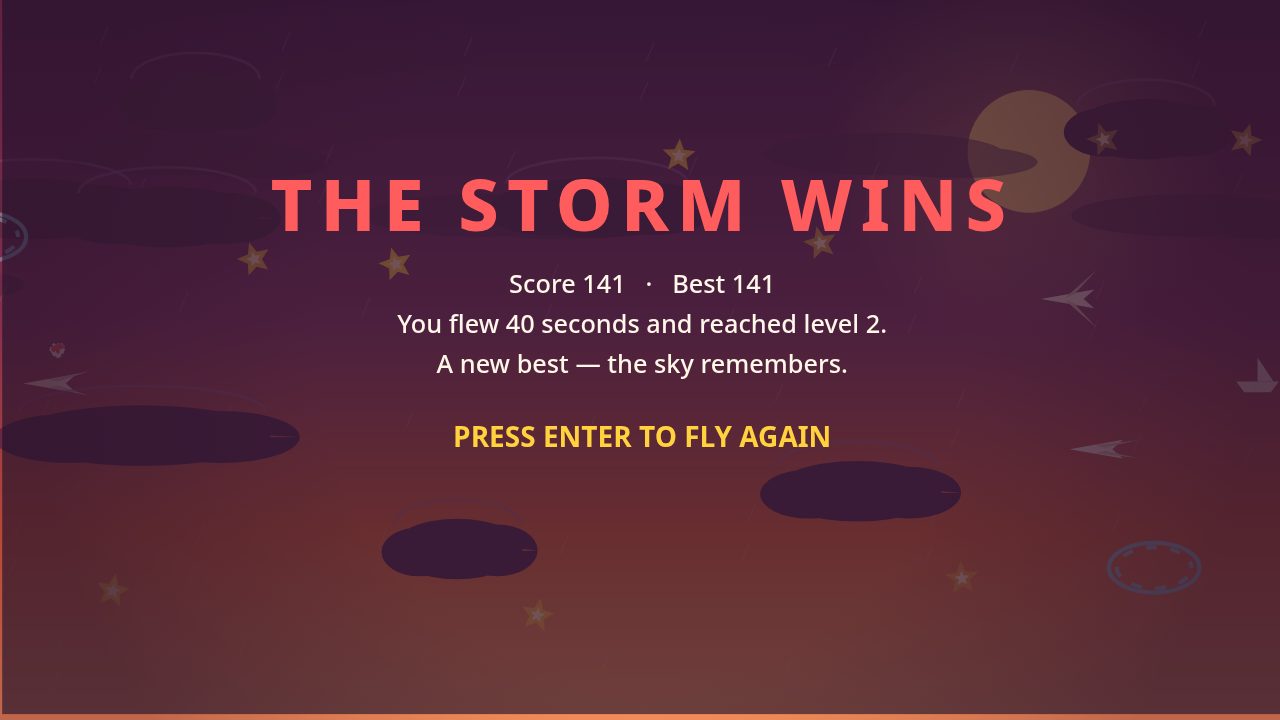 THE STORM WINS
Score 141 · Best 141
You flew 40 seconds and reached level 2.
A new best — the sky remembers.
PRESS ENTER TO FLY AGAIN